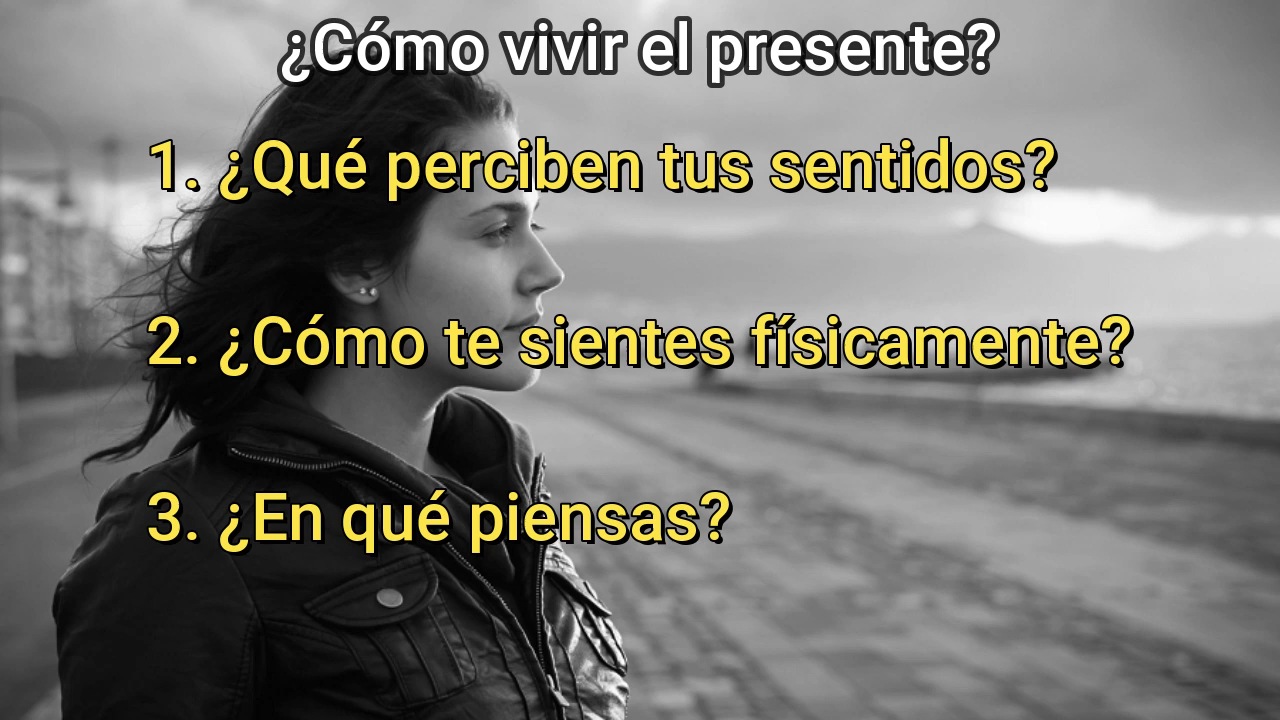 ¿Cómo vivir el presente?
1. ¿Qué perciben tus sentidos?
2. ¿Cómo te sientes físicamente?
3. ¿En qué piensas?